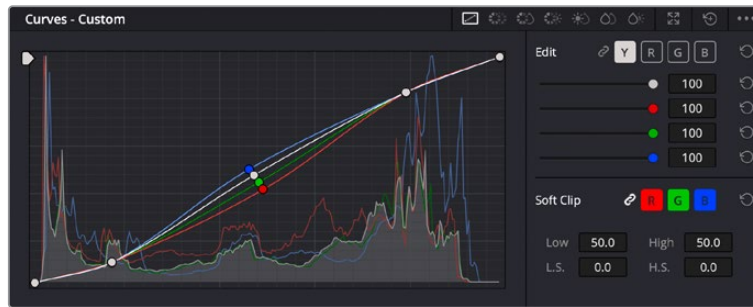 Curves - Custom
Edit Y R G B
100
100
100
100
Soft Clip R G B
Low 50.0 High 50.0
L.S. 0.0 H.S. 0.0